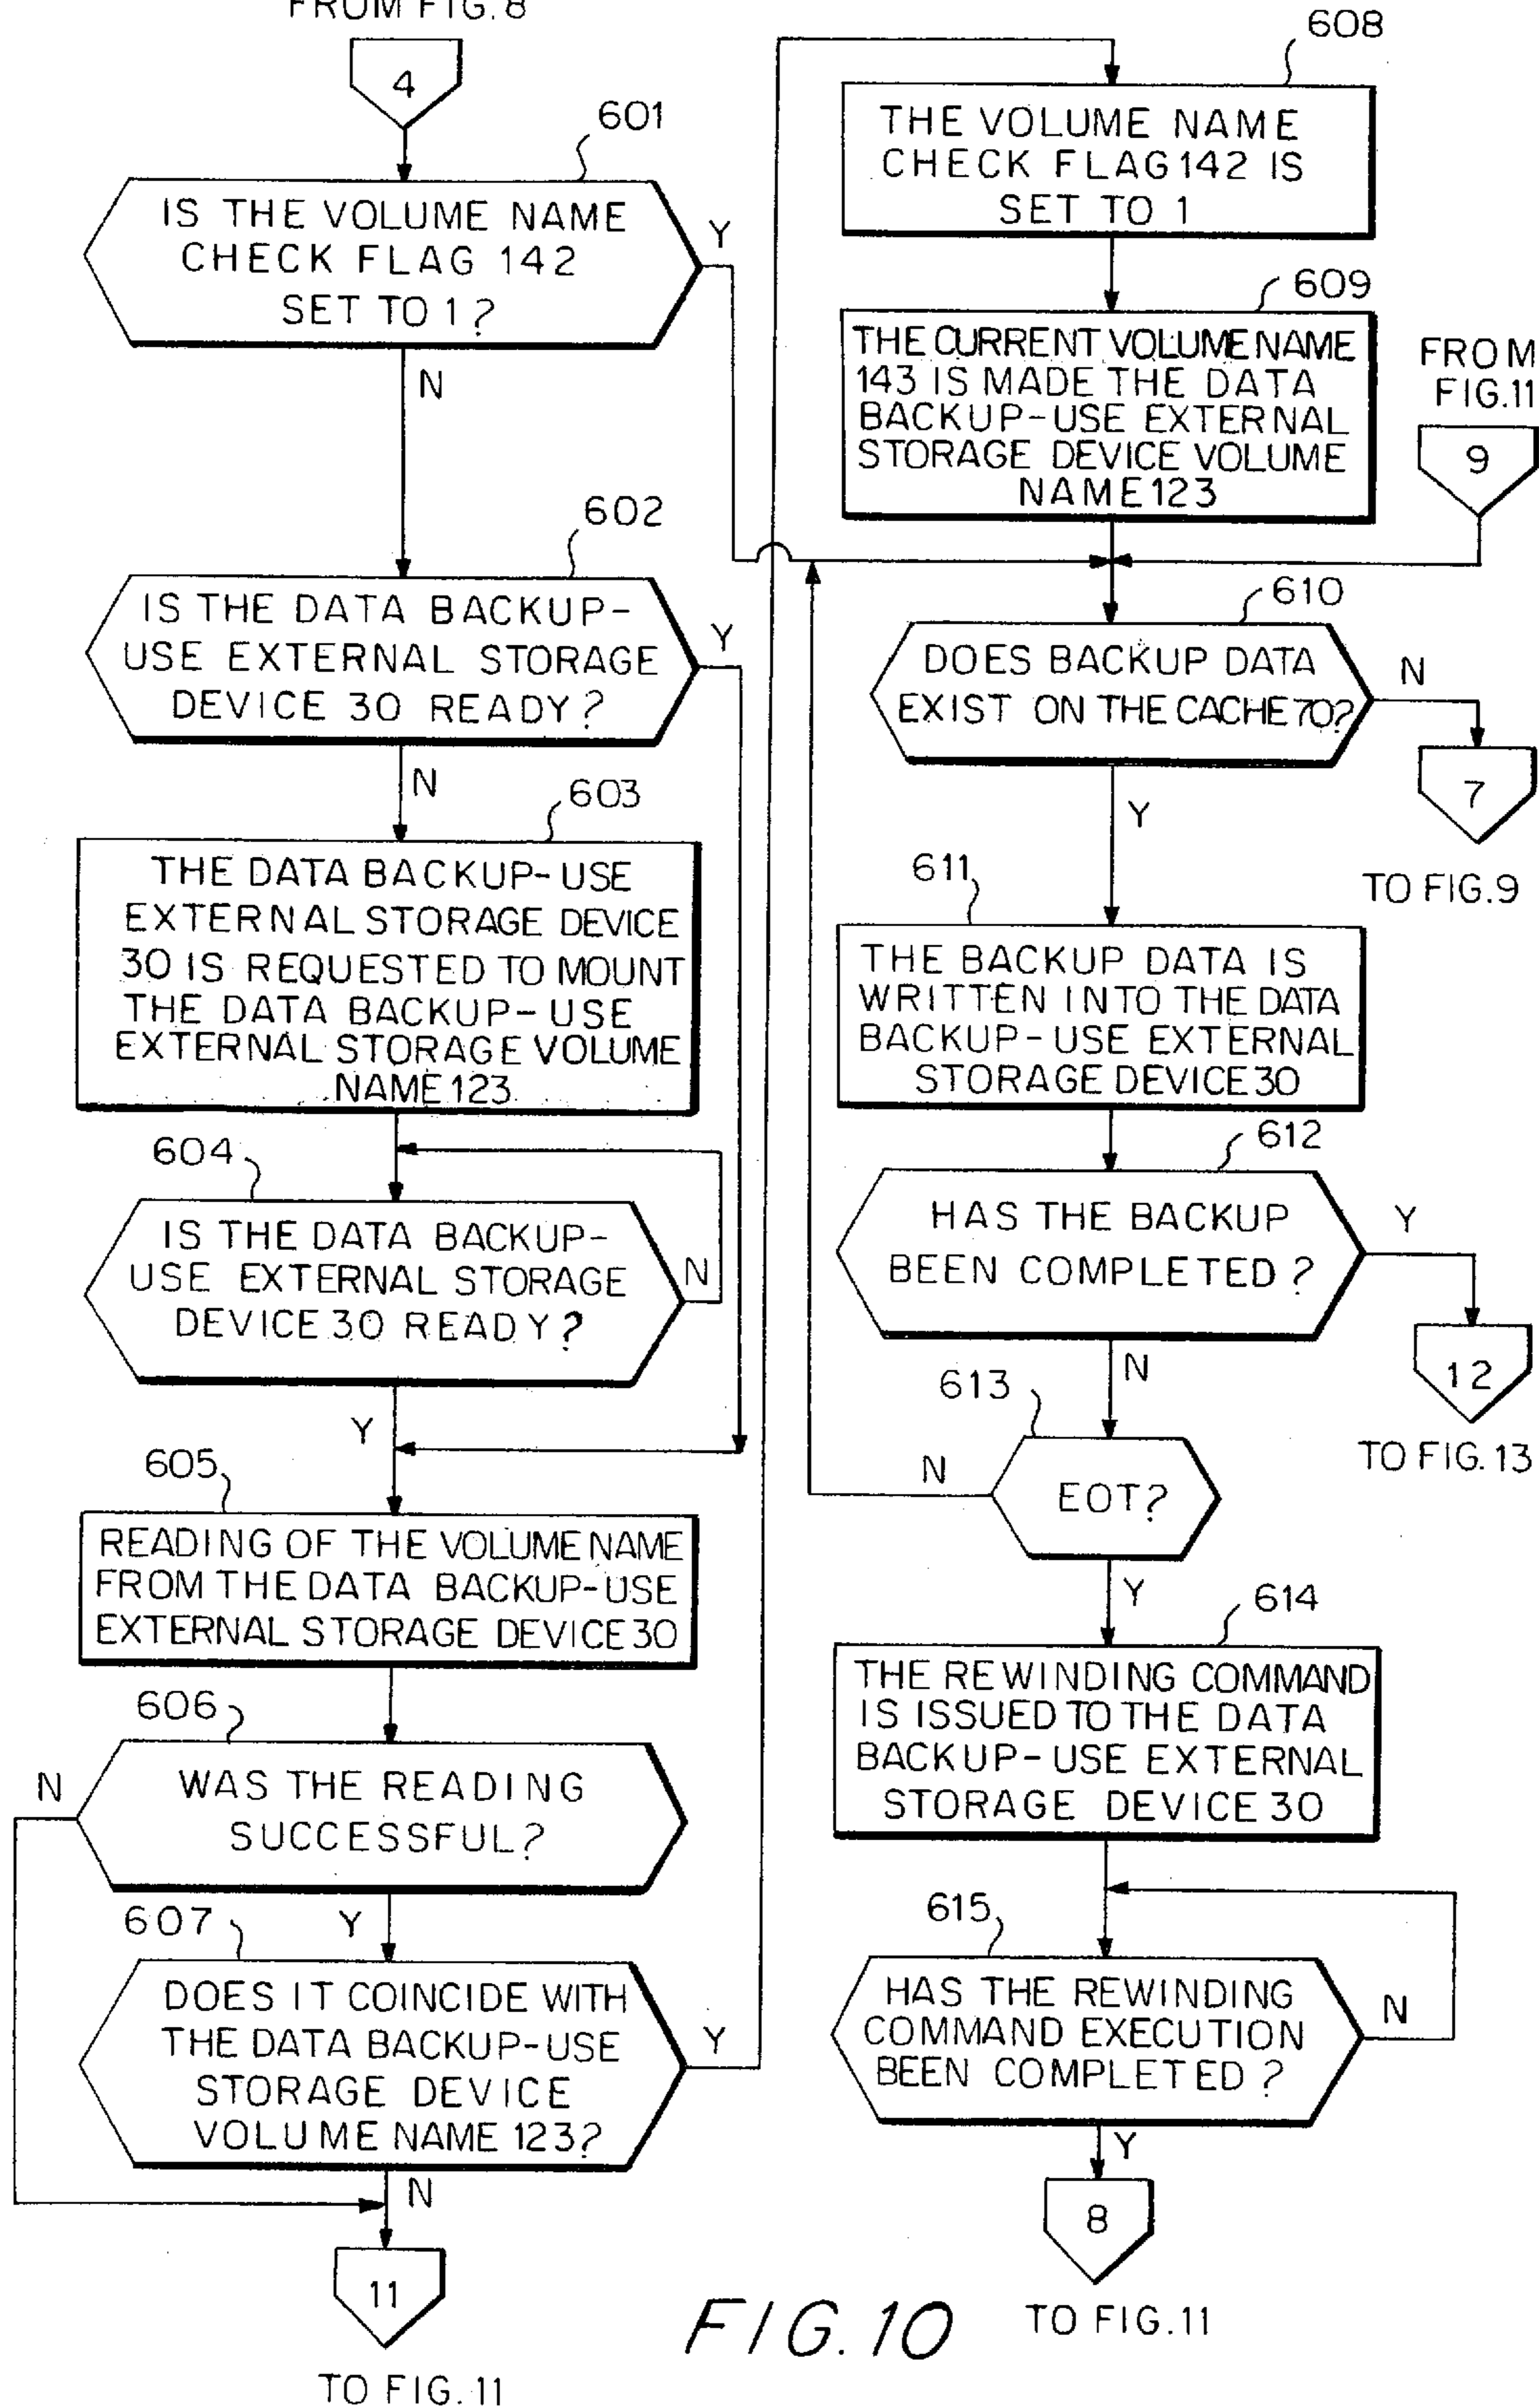 FROM FIG. 8
4
601
IS THE VOLUME NAME
CHECK FLAG 142
SET TO 1?
Y
N
602
IS THE DATA BACKUP-
USE EXTERNAL STORAGE
DEVICE 30 READY?
Y
N
603
THE DATA BACKUP-USE
EXTERNAL STORAGE DEVICE
30 IS REQUESTED TO MOUNT
THE DATA BACKUP-USE
EXTERNAL STORAGE VOLUME
NAME 123
604
IS THE DATA BACKUP-
USE EXTERNAL STORAGE
DEVICE 30 READY?
N
Y
605
READING OF THE VOLUME NAME
FROM THE DATA BACKUP-USE
EXTERNAL STORAGE DEVICE 30
606
N
WAS THE READING
SUCCESSFUL?
Y
607
DOES IT COINCIDE WITH
THE DATA BACKUP-USE
STORAGE DEVICE
VOLUME NAME 123?
Y
N
11
TO FIG. 11
608
THE VOLUME NAME
CHECK FLAG 142 IS
SET TO 1
609
THE CURRENT VOLUME NAME
143 IS MADE THE DATA
BACKUP-USE EXTERNAL
STORAGE DEVICE VOLUME
NAME 123
FROM
FIG. 11
9
610
DOES BACKUP DATA
EXIST ON THE CACHE 70?
N
7
TO FIG. 9
Y
611
THE BACKUP DATA IS
WRITTEN INTO THE DATA
BACKUP-USE EXTERNAL
STORAGE DEVICE 30
612
HAS THE BACKUP
BEEN COMPLETED?
Y
12
TO FIG. 13
N
613
N
EOT?
Y
614
THE REWINDING COMMAND
IS ISSUED TO THE DATA
BACKUP-USE EXTERNAL
STORAGE DEVICE 30
615
HAS THE REWINDING
COMMAND EXECUTION
BEEN COMPLETED?
N
Y
8
TO FIG. 11
FIG. 10